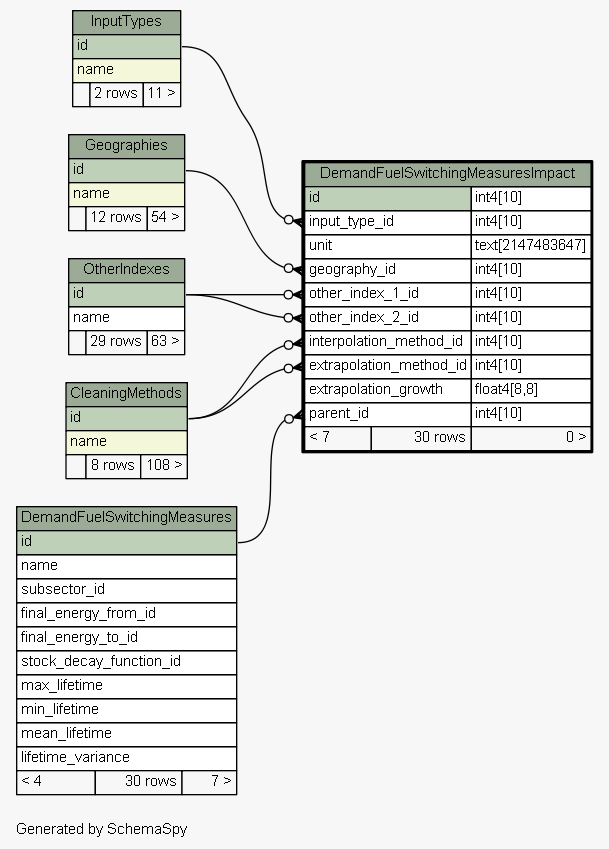 InputTypes
id
name
2 rows 11 >
Geographies
id
name
12 rows 54 >
OtherIndexes
id
name
29 rows 63 >
CleaningMethods
id
name
8 rows 108 >
DemandFuelSwitchingMeasures
id
name
subsector_id
final_energy_from_id
final_energy_to_id
stock_decay_function_id
max_lifetime
min_lifetime
mean_lifetime
lifetime_variance
< 4 30 rows 7 >
DemandFuelSwitchingMeasuresImpact
id int4[10]
input_type_id int4[10]
unit text[2147483647]
geography_id int4[10]
other_index_1_id int4[10]
other_index_2_id int4[10]
interpolation_method_id int4[10]
extrapolation_method_id int4[10]
extrapolation_growth float4[8,8]
parent_id int4[10]
< 7 30 rows 0 >
Generated by SchemaSpy